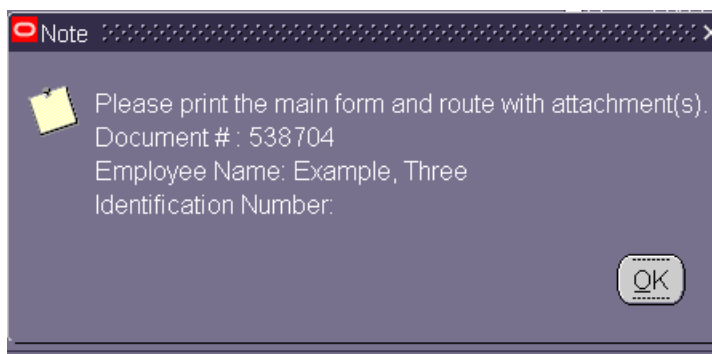 Note
Please print the main form and route with attachment(s).
Document # : 538704
Employee Name: Example, Three
Identification Number:
OK